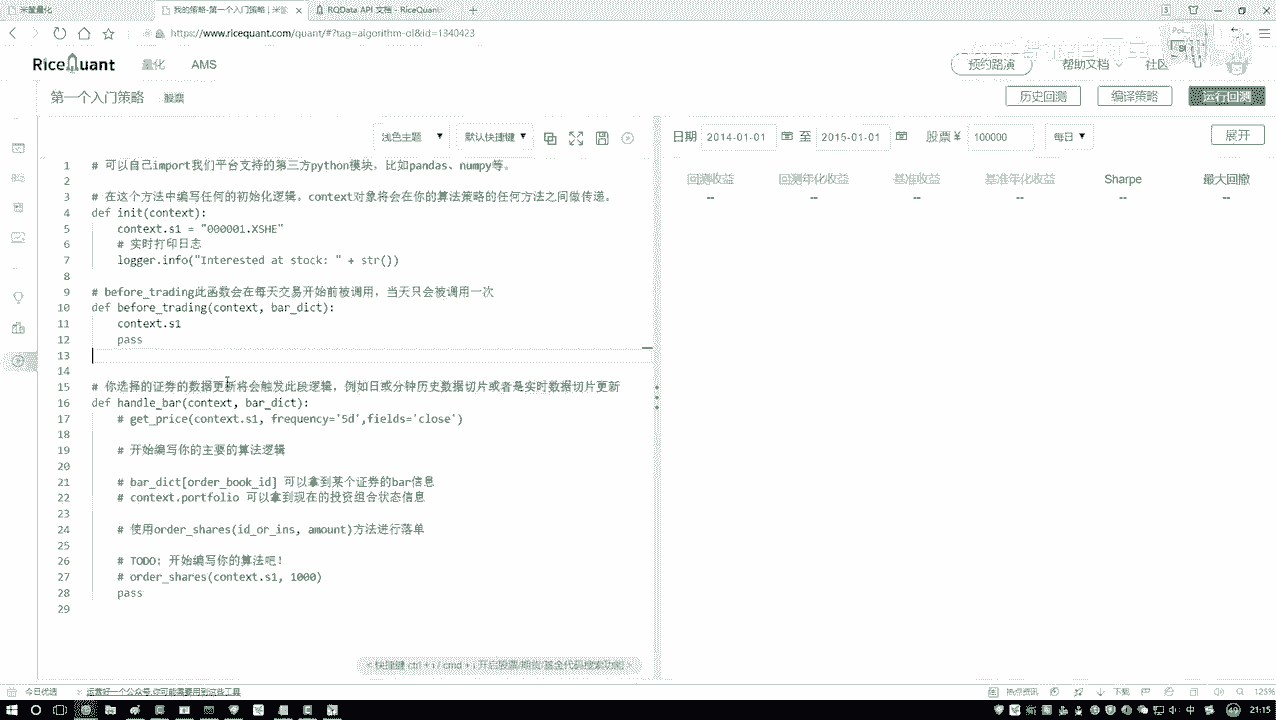 米筐量化
我的策略-第一个入门策略 | 米筐
RQData API 文档 - RiceQuant
https://www.ricequant.com/quant/#?tag=algorithm-ol&id=1340423
RiceQuant
量化
AMS
预约路演
帮助文档
社区
第一个入门策略
股票
历史回测
编译策略
运行回测
浅色主题
默认快捷键
日期 2014-01-01 至 2015-01-01 股票¥ 100000 每日
展开
回测收益 回测年化收益 基准收益 基准年化收益 Sharpe 最大回撤
-- -- -- -- -- --
1 # 可以自己import我们平台支持的第三方python模块，比如pandas、numpy等。
2
3 # 在这个方法中编写任何的初始化逻辑。context对象将会在你的算法策略的任何方法之间做传递。
4 def init(context):
5 context.s1 = "000001.XSHE"
6 # 实时打印日志
7 logger.info("Interested at stock: " + str())
8
9 # before_trading此函数会在每天交易开始前被调用，当天只会被调用一次
10 def before_trading(context, bar_dict):
11 context.s1
12 pass
13
14
15 # 你选择的证券的数据更新将会触发此段逻辑，例如日或分钟历史数据切片或者是实时数据切片更新
16 def handle_bar(context, bar_dict):
17 # get_price(context.s1, frequency='5d',fields='close')
18
19 # 开始编写你的主要的算法逻辑
20
21 # bar_dict[order_book_id] 可以拿到某个证券的bar信息
22 # context.portfolio 可以拿到现在的投资组合状态信息
23
24 # 使用order_shares(id_or_ins, amount)方法进行落单
25
26 # TODO: 开始编写你的算法吧！
27 # order_shares(context.s1, 1000)
28 pass
29
快捷键 ctrl + i / cmd + i 开启股票/期货/基金代码搜索功能
今日优选
运营好一个公众号,你可能需要用到这些工具
热点资讯
下载
125%
21:15